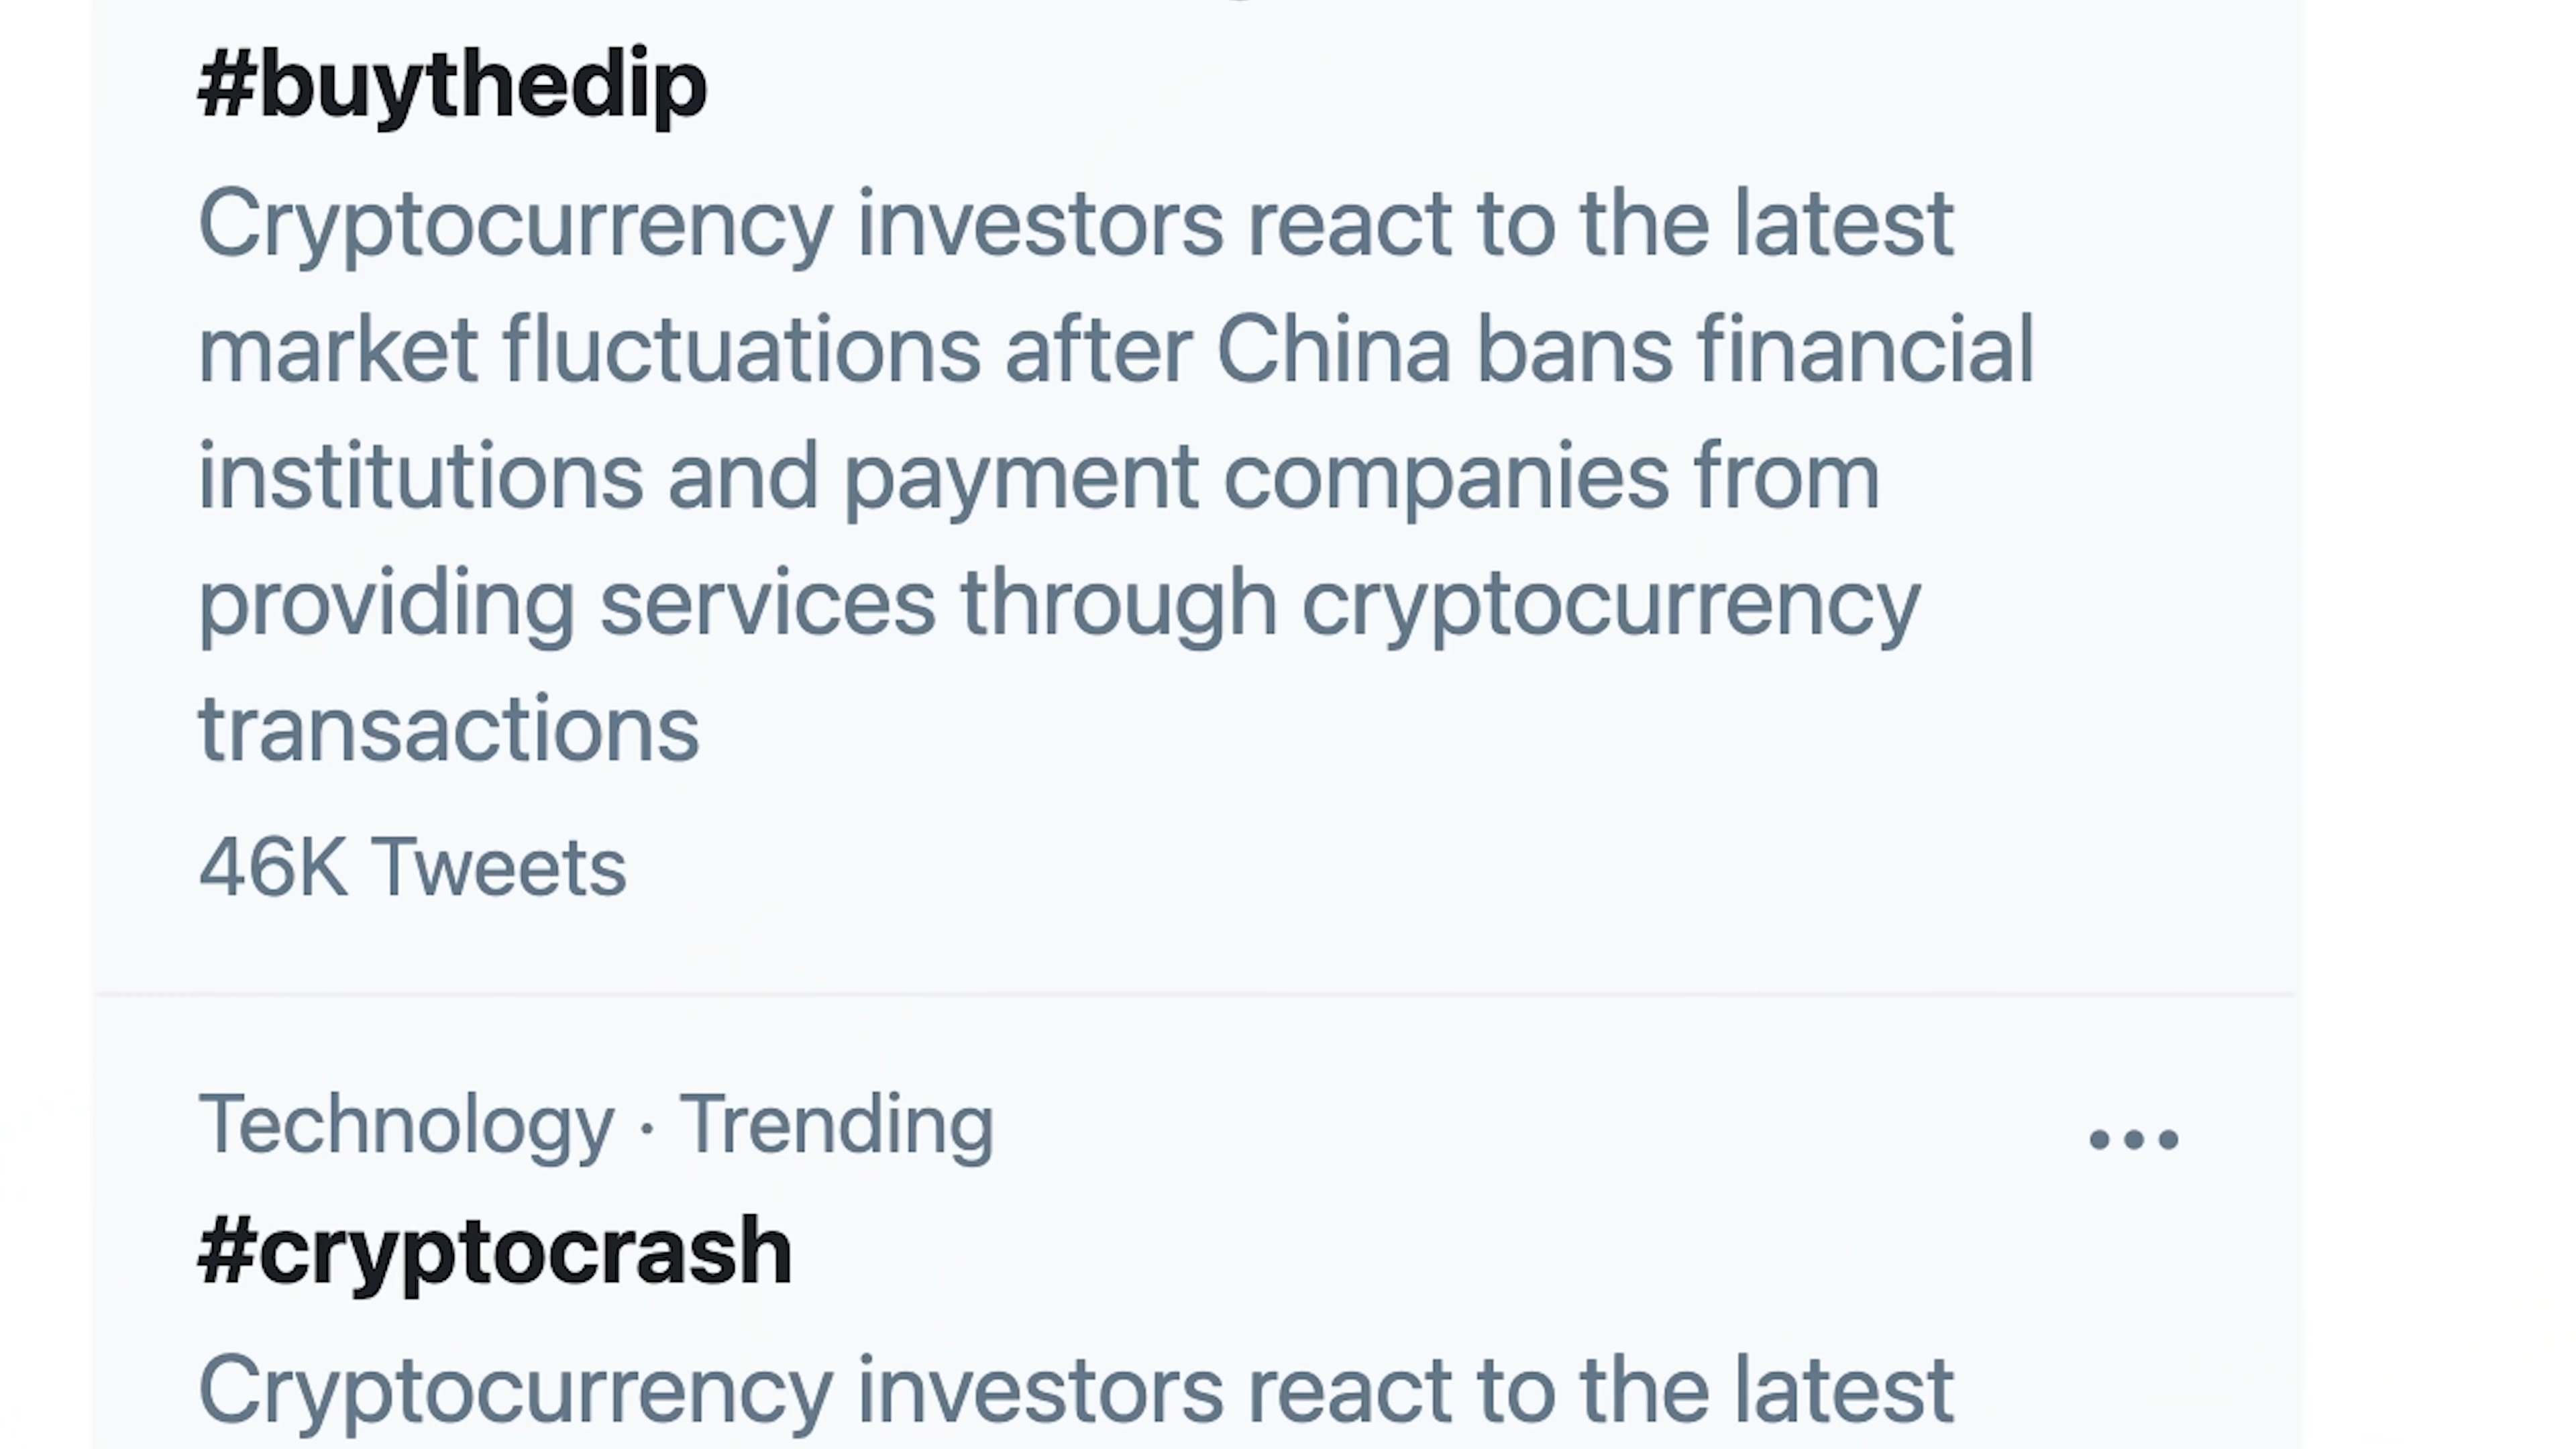 #buythedip
Cryptocurrency investors react to the latest
market fluctuations after China bans financial
institutions and payment companies from
providing services through cryptocurrency
transactions
46K Tweets
Technology · Trending
#cryptocrash
Cryptocurrency investors react to the latest